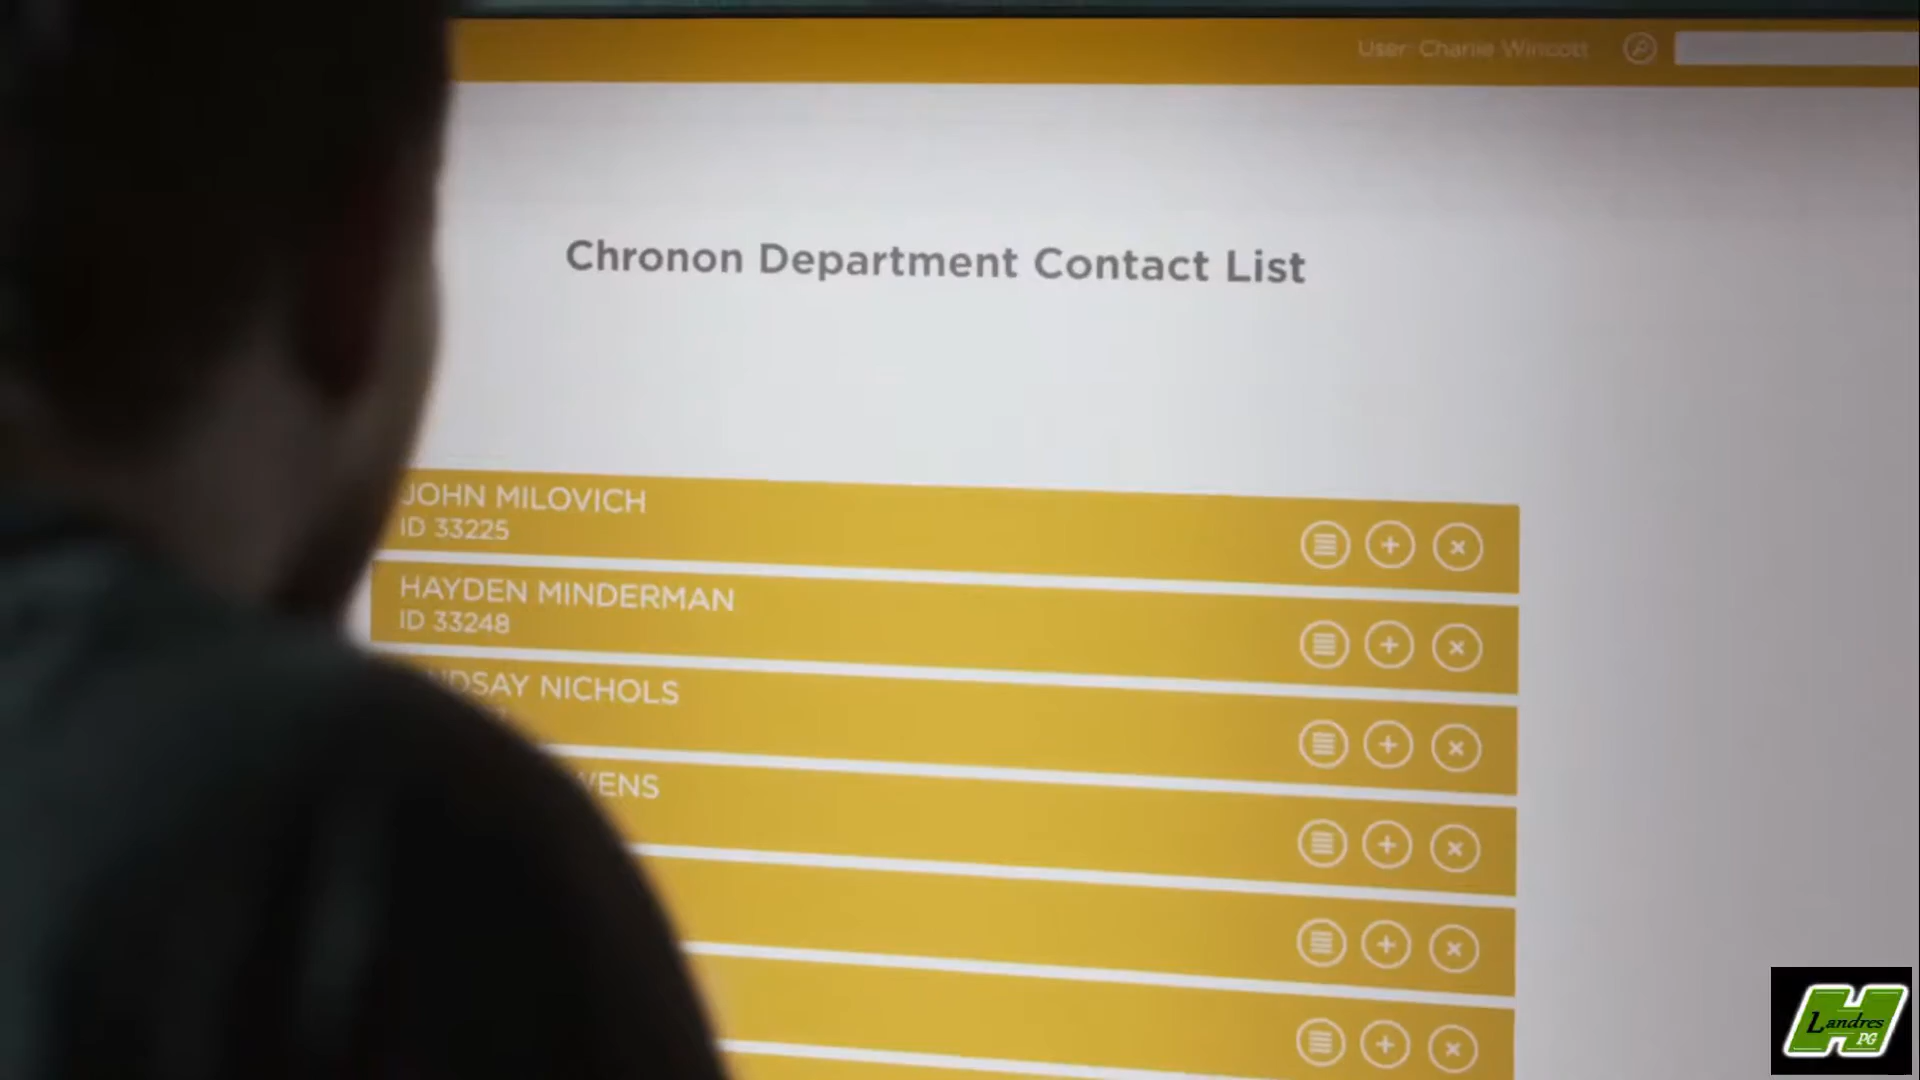 User: Charlie Wincott
Chronon Department Contact List
JOHN MILOVICH
ID 33225
HAYDEN MINDERMAN
ID 33248
NICHOLS
Landres
PG